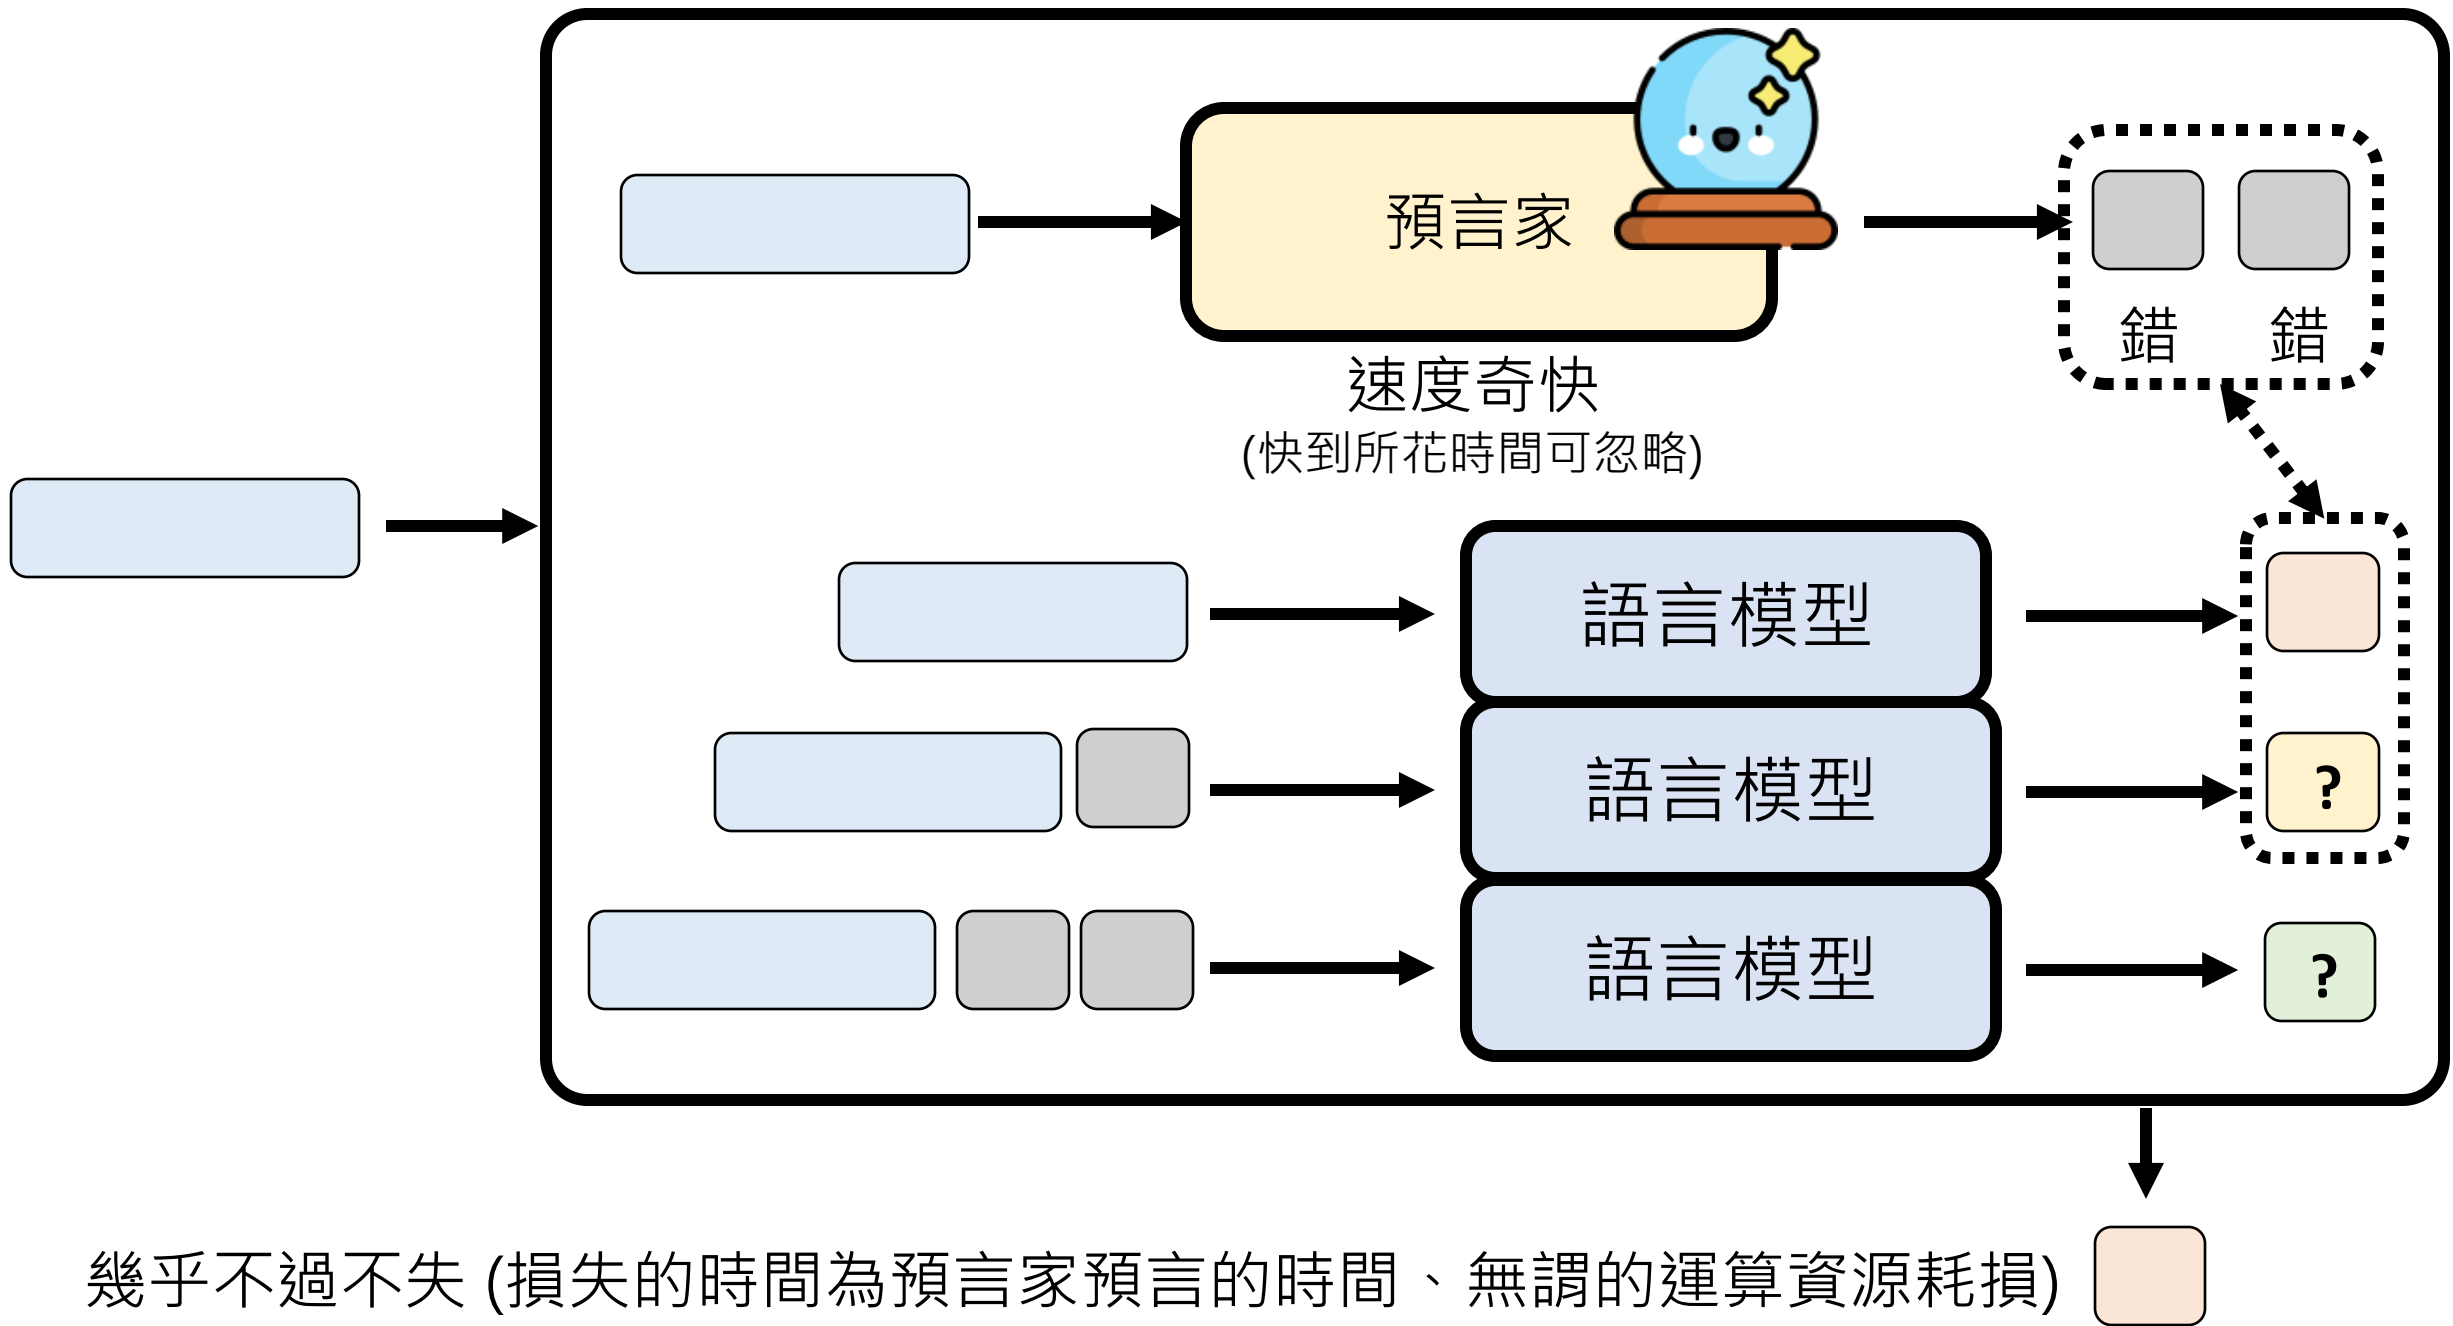 預言家
錯 錯
速度奇快
(快到所花時間可忽略)
語言模型
語言模型
?
語言模型
?
幾乎不過不失 (損失的時間為預言家預言的時間、無謂的運算資源耗損)